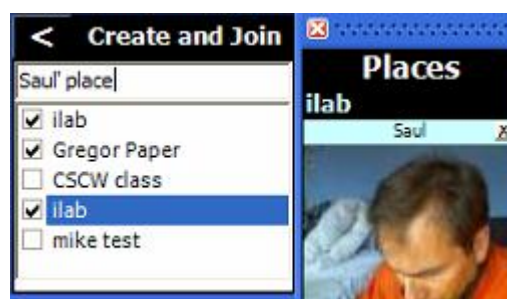 < Create and Join
Saul' place
ilab
Gregor Paper
CSCW class
ilab
mike test
Places
ilab
Saul x